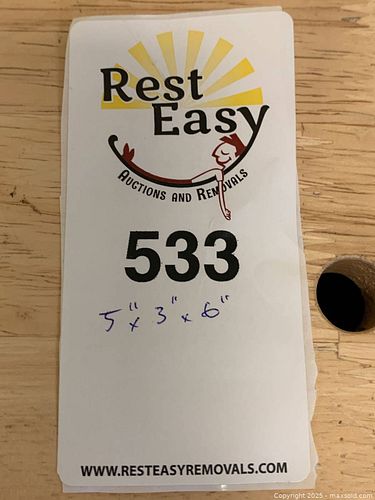 Rest
Easy
AUCTIONS AND REMOVALS
533
5" x 3" x 6"
WWW.RESTEASYREMOVALS.COM
Copyright 2025 - maxsold.com